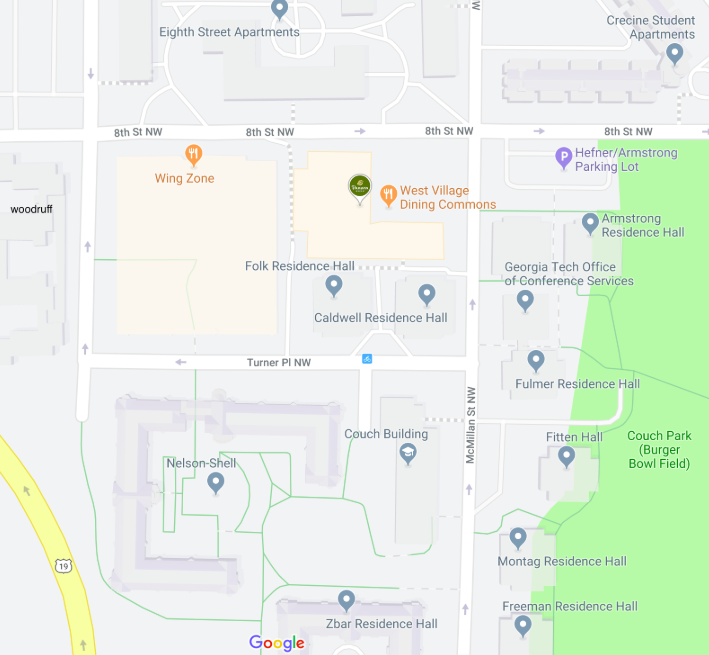 Eighth Street Apartments
Crecine Student
Apartments
W
8th St NW
8th St NW
8th St NW
8th St NW
Wing Zone
P
Hefner/Armstrong
Parking Lot
West Village
Dining Commons
woodruff
Armstrong
Residence Hall
Folk Residence Hall
Georgia Tech Office
of Conference Services
Caldwell Residence Hall
Turner Pl NW
Fulmer Residence Hall
McMillan St NW
Couch Building
Fitten Hall
Couch Park
(Burger
Bowl Field)
Nelson-Shell
19
Montag Residence Hall
Freeman Residence Hall
Zbar Residence Hall
Google